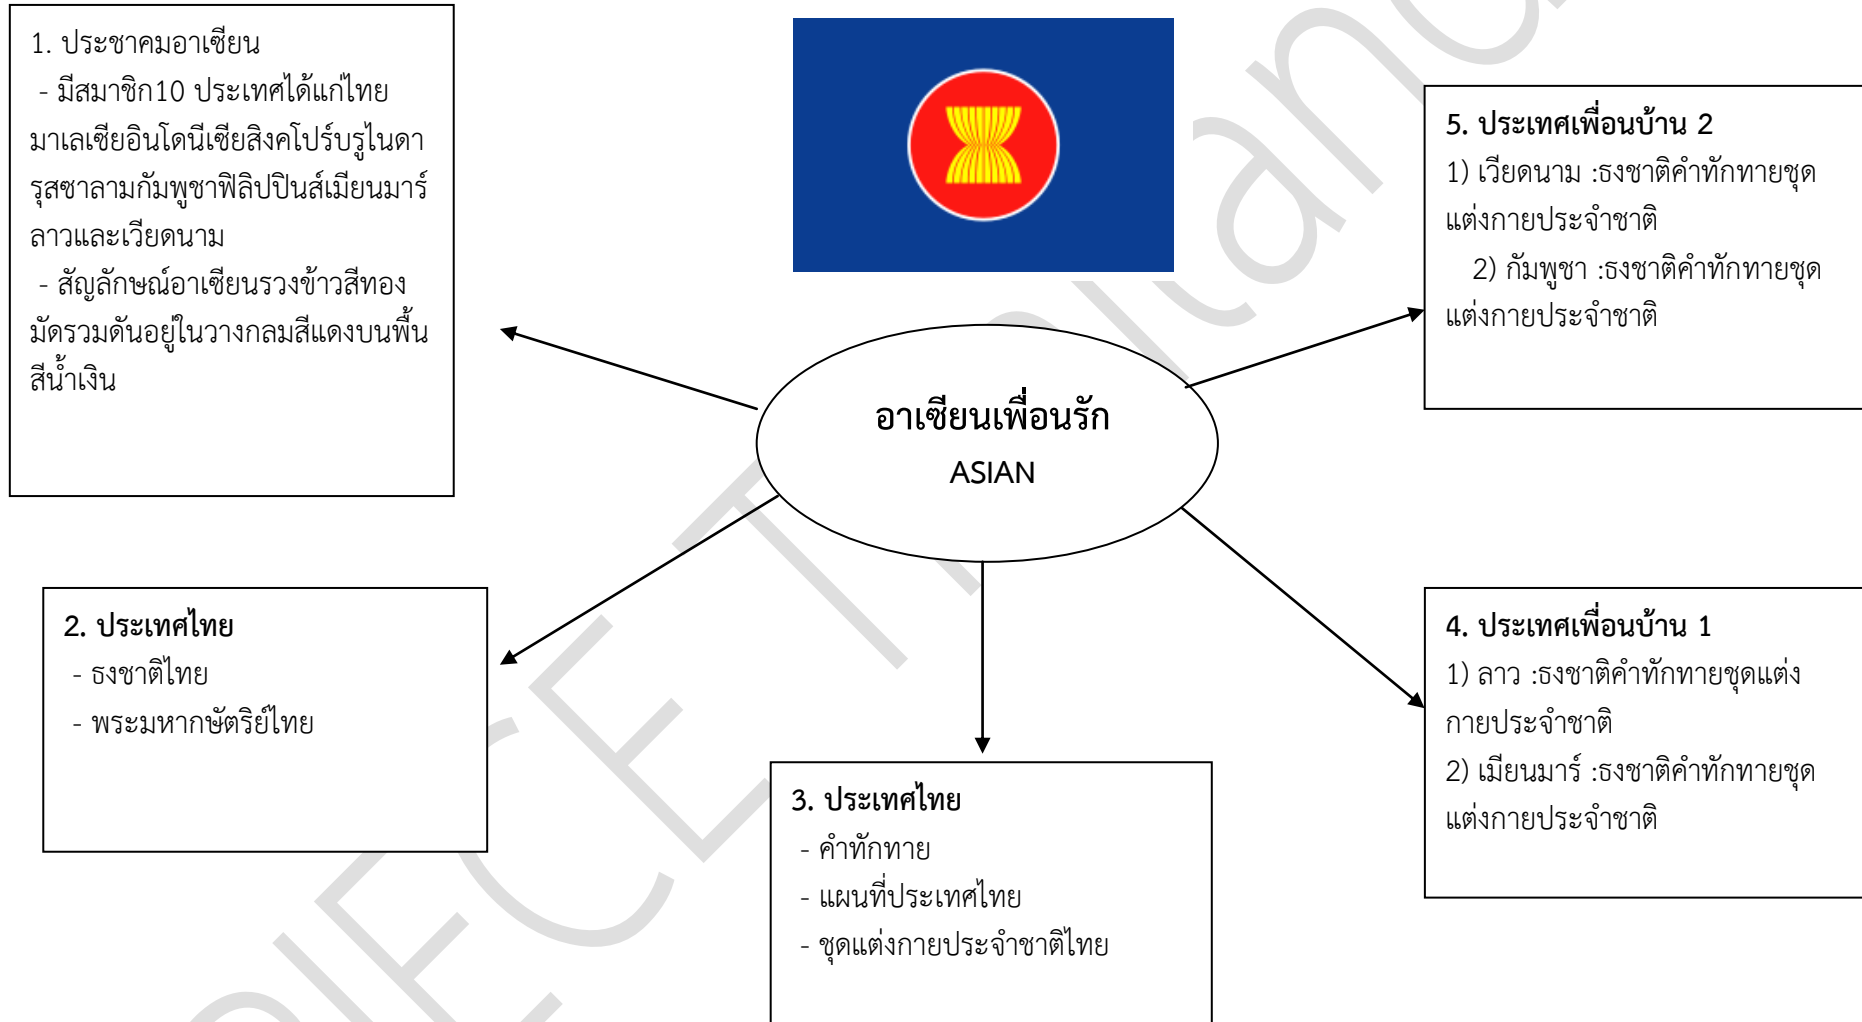 1. ประชาคมอาเซียน
- มีสมาชิก10 ประเทศได้แก่ไทย
มาเลเซียอินโดนีเซียสิงคโปร์บรูไนดา
รุสซาลามกัมพูชาฟิลิปปินส์เมียนมาร์
ลาวและเวียดนาม
- สัญลักษณ์อาเซียนรวงข้าวสีทอง
มัดรวมดันอยู่ในวางกลมสีแดงบนพื้น
สีน้ำเงิน
อาเซียนเพื่อนรัก
ASIAN
2. ประเทศไทย
- ธงชาติไทย
- พระมหากษัตริย์ไทย
3. ประเทศไทย
- คำทักทาย
- แผนที่ประเทศไทย
- ชุดแต่งกายประจำชาติไทย
4. ประเทศเพื่อนบ้าน 1
1) ลาว :ธงชาติคำทักทายชุดแต่ง
กายประจำชาติ
2) เมียนมาร์ :ธงชาติคำทักทายชุด
แต่งกายประจำชาติ
5. ประเทศเพื่อนบ้าน 2
1) เวียดนาม :ธงชาติคำทักทายชุด
แต่งกายประจำชาติ
2) กัมพูชา :ธงชาติคำทักทายชุด
แต่งกายประจำชาติ